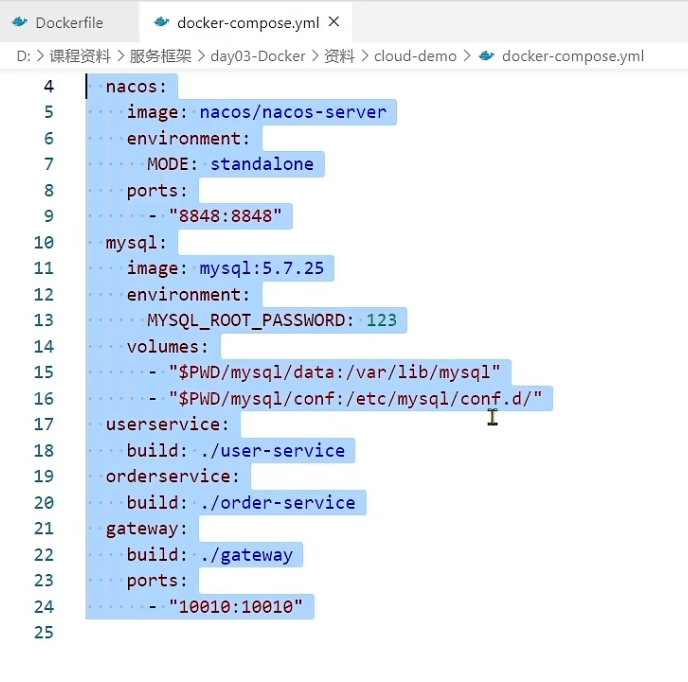 Dockerfile docker-compose.yml ×
D: > 课程资料 > 服务框架 > day03-Docker > 资料 > cloud-demo > docker-compose.yml
4 nacos:
5 image: nacos/nacos-server
6 environment:
7 MODE: standalone
8 ports:
9 - "8848:8848"
10 mysql:
11 image: mysql:5.7.25
12 environment:
13 MYSQL_ROOT_PASSWORD: 123
14 volumes:
15 - "$PWD/mysql/data:/var/lib/mysql"
16 - "$PWD/mysql/conf:/etc/mysql/conf.d/"
17 userservice:
18 build: ./user-service
19 orderservice:
20 build: ./order-service
21 gateway:
22 build: ./gateway
23 ports:
24 - "10010:10010"
25